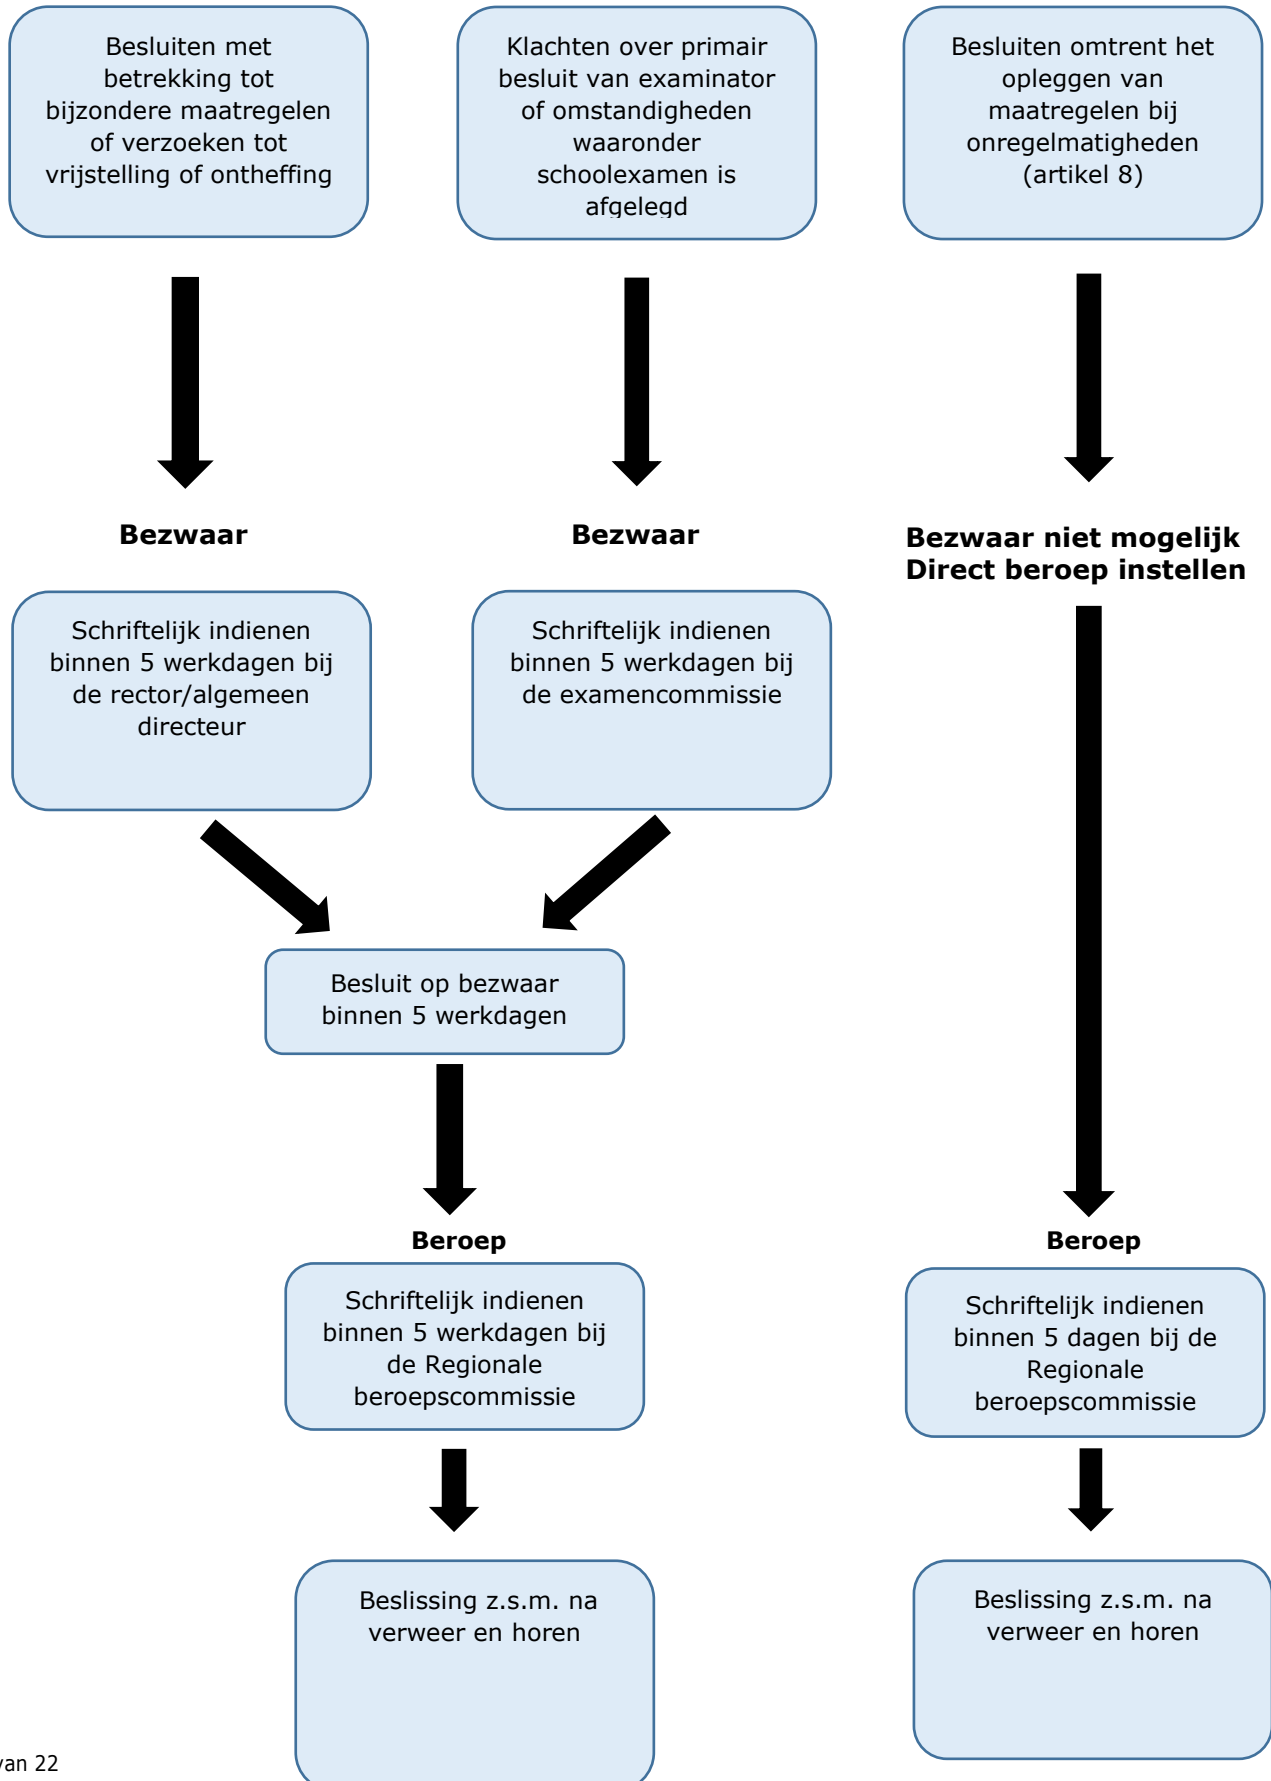 Besluiten met
betrekking tot
bijzondere maatregelen
of verzoeken tot
vrijstelling of ontheffing
Klachten over primair
besluit van examinator
of omstandigheden
waaronder
schoolexamen is
afgelegd
Besluiten omtrent het
opleggen van
maatregelen bij
onregelmatigheden
(artikel 8)
Bezwaar
Bezwaar
Bezwaar niet mogelijk
Direct beroep instellen
Schriftelijk indienen
binnen 5 werkdagen bij
de rector/algemeen
directeur
Schriftelijk indienen
binnen 5 werkdagen bij
de examencommissie
Besluit op bezwaar
binnen 5 werkdagen
Beroep
Schriftelijk indienen
binnen 5 werkdagen bij
de Regionale
beroepscommissie
Beroep
Schriftelijk indienen
binnen 5 dagen bij de
Regionale
beroepscommissie
Beslissing z.s.m. na
verweer en horen
Beslissing z.s.m. na
verweer en horen
van 22